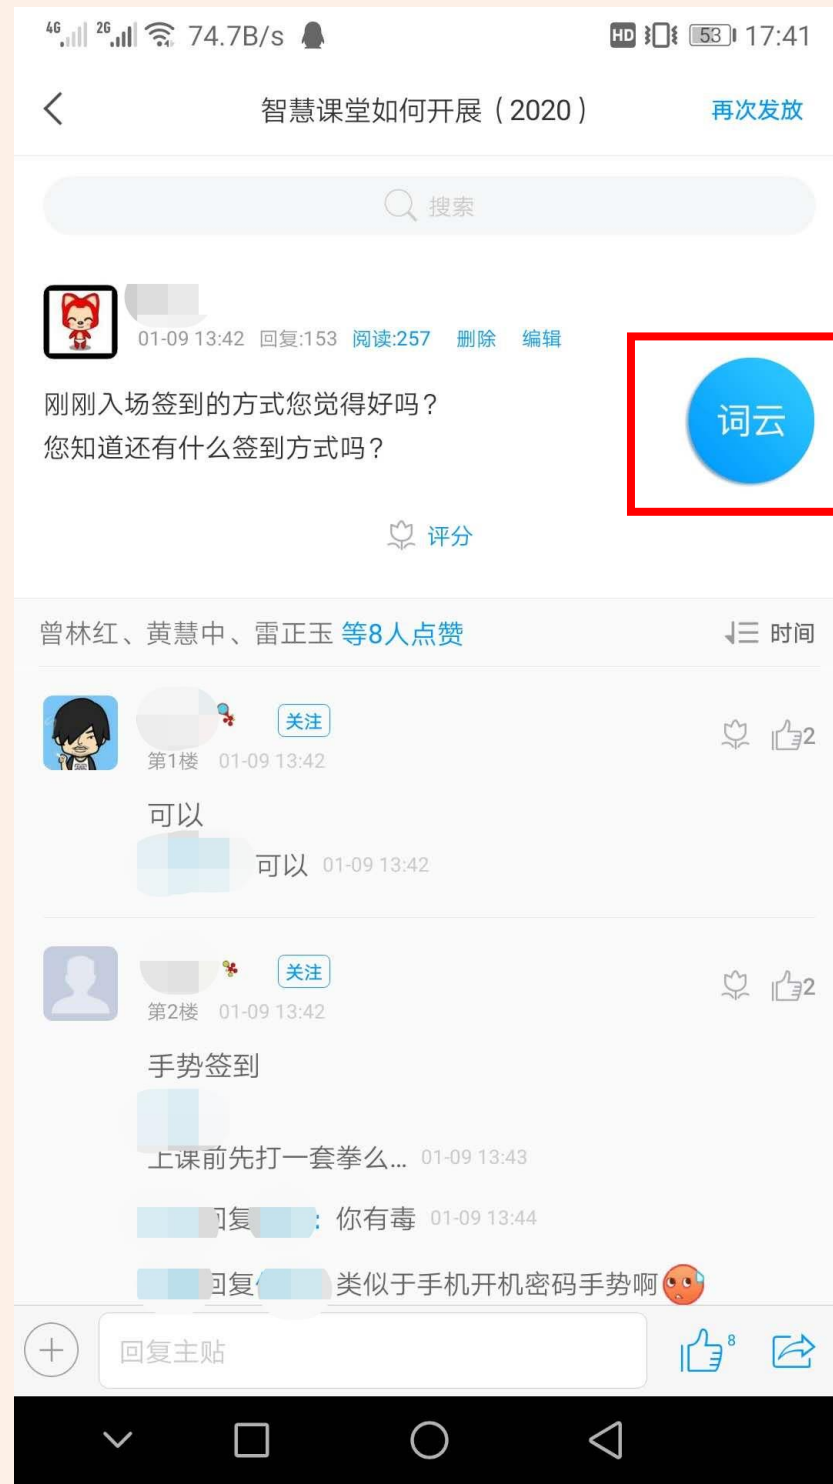 4G 2G 74.7B/s HD 53 17:41
智慧课堂如何开展（2020） 再次发放
搜索
01-09 13:42 回复:153 阅读:257 删除 编辑
刚刚入场签到的方式您觉得好吗？
您知道还有什么签到方式吗？
词云
评分
曾林红、黄慧中、雷正玉 等8人点赞 时间
关注
第1楼 01-09 13:42
2
可以
可以 01-09 13:42
关注
第2楼 01-09 13:42
2
手势签到
上课前先打一套拳么... 01-09 13:43
回复 : 你有毒 01-09 13:44
回复 类似于手机开机密码手势啊
回复主贴
8